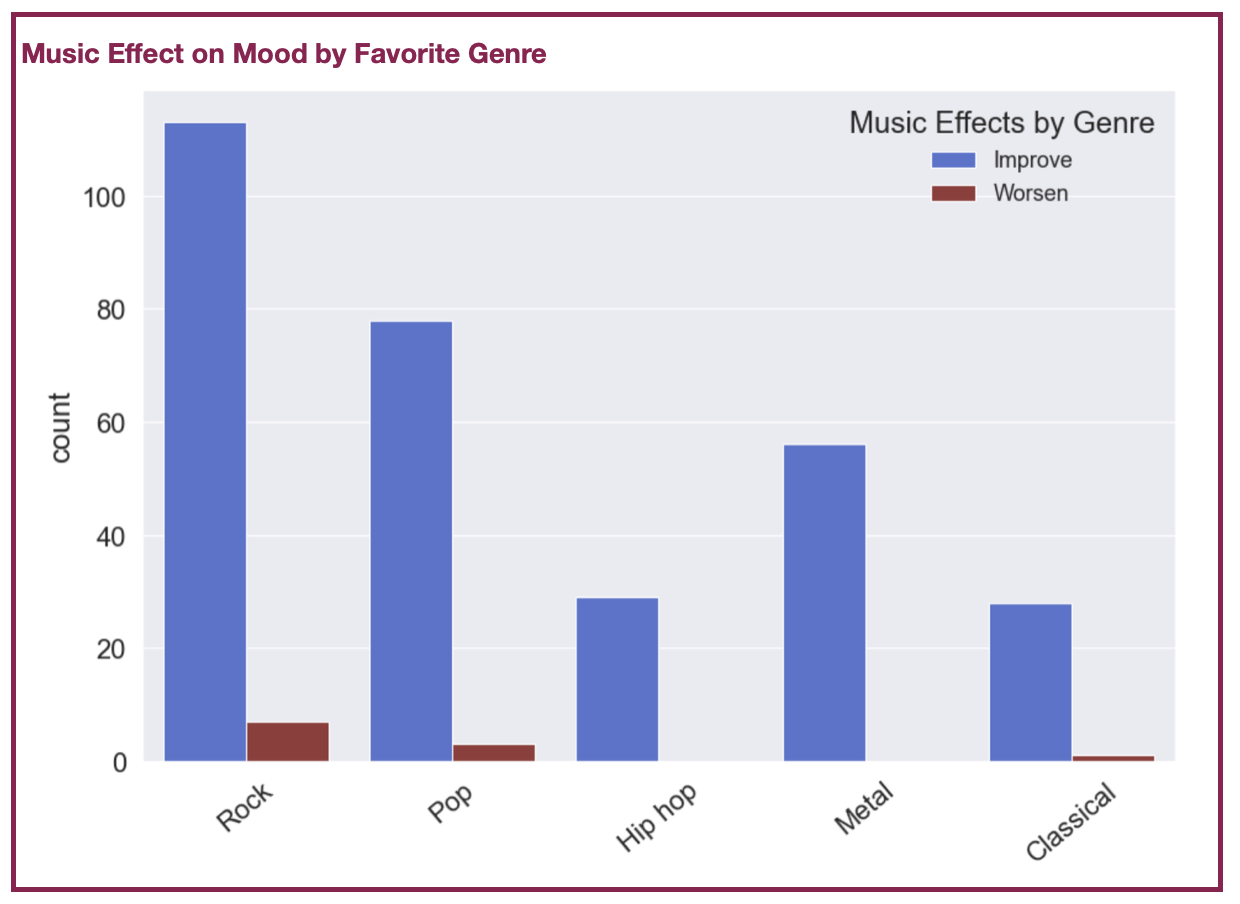 Music Effect on Mood by Favorite Genre
Music Effects by Genre
Improve
Worsen
count
100
80
60
40
20
0
Rock
Pop
Hip hop
Metal
Classical